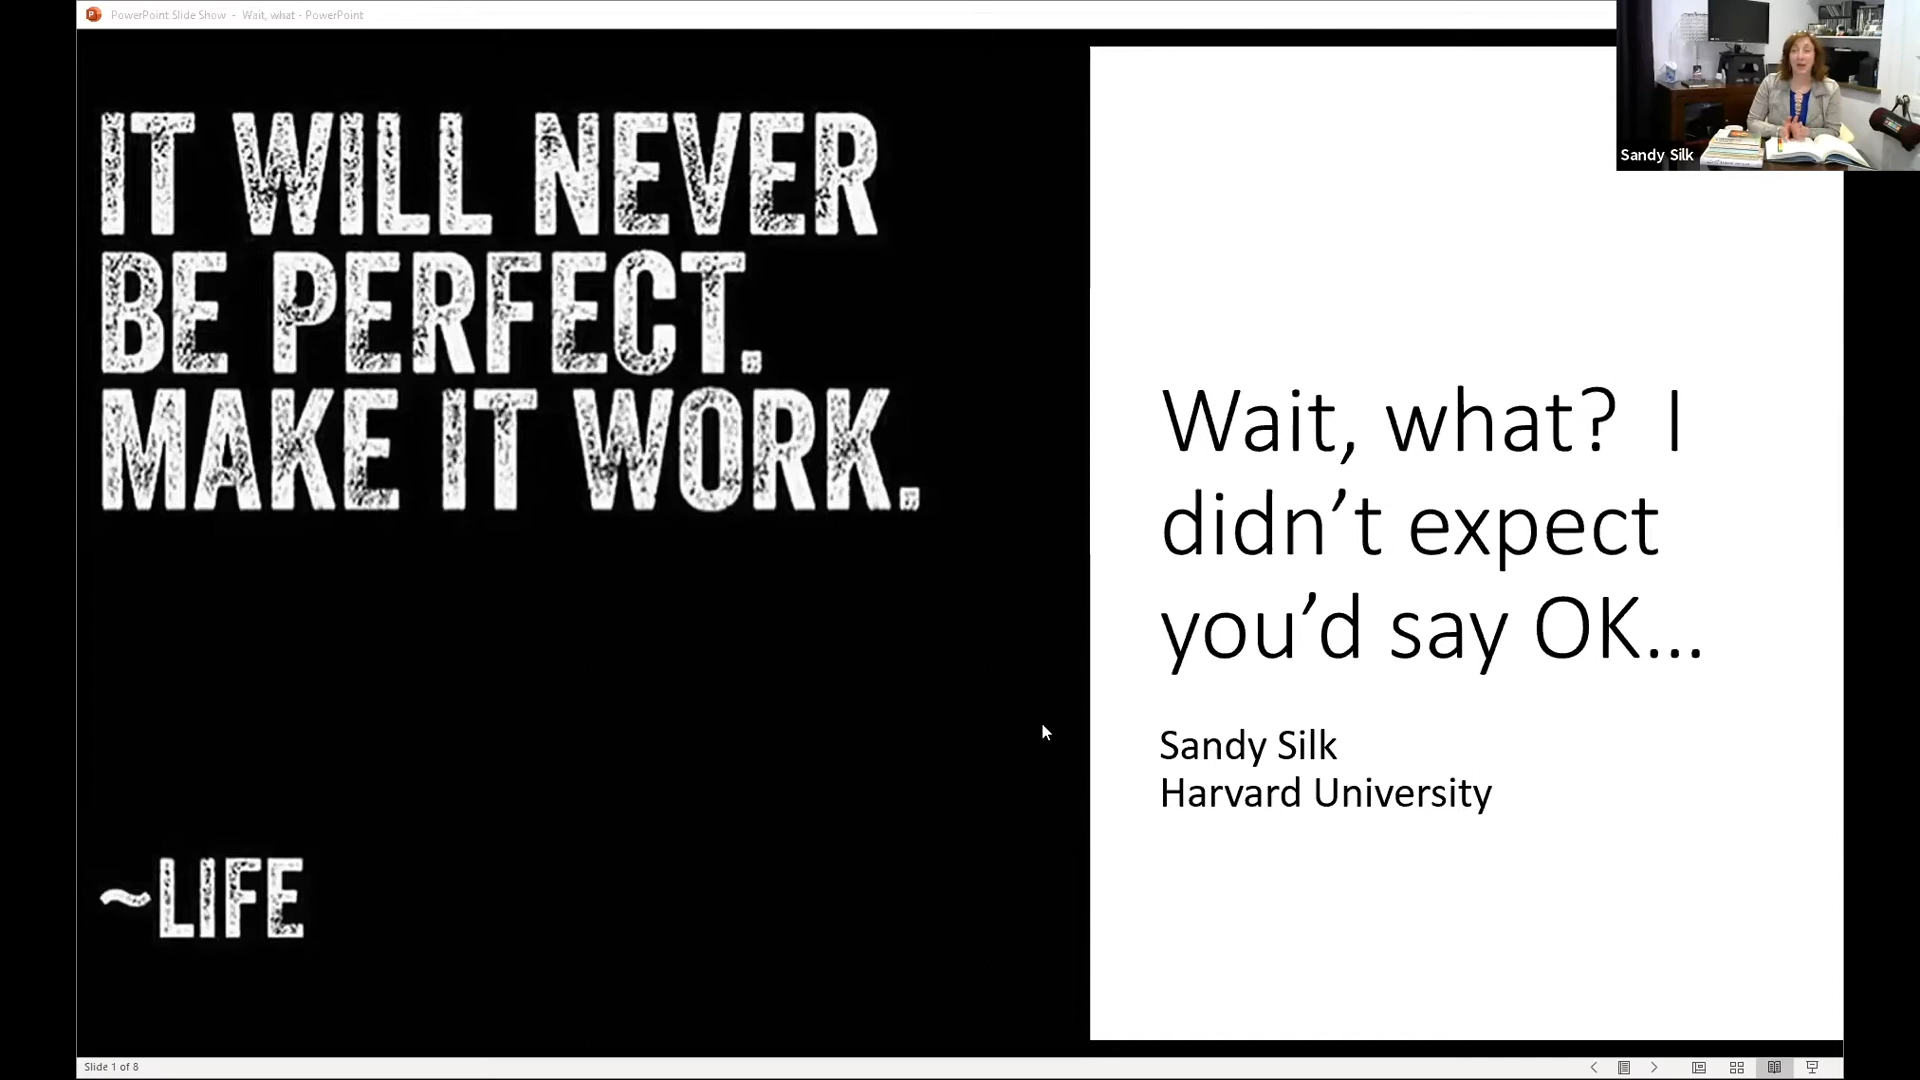 PowerPoint Slide Show - Wait, what - PowerPoint
IT WILL NEVER
BE PERFECT.
MAKE IT WORK.
~LIFE
Wait, what? I
didn’t expect
you’d say OK...
Sandy Silk
Harvard University
Sandy Silk
Slide 1 of 8